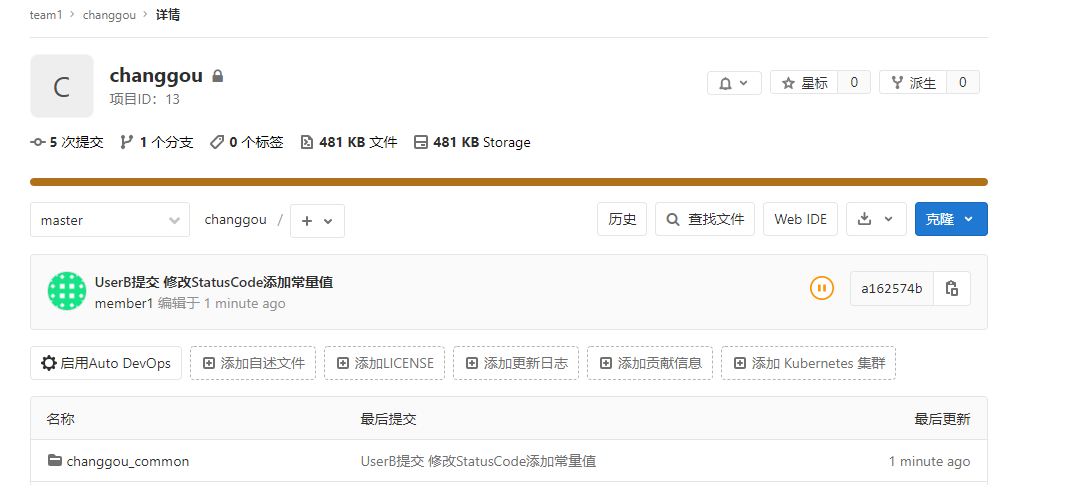 team1 > changgou > 详情
C
changgou
项目ID: 13
星标 0
派生 0
5 次提交 1 个分支 0 个标签 481 KB 文件 481 KB Storage
master changgou / +
历史 查找文件 Web IDE 克隆
UserB提交 修改StatusCode添加常量值
member1 编辑于 1 minute ago
a162574b
启用Auto DevOps 添加自述文件 添加LICENSE 添加更新日志 添加贡献信息 添加 Kubernetes 集群
名称 最后提交 最后更新
changgou_common UserB提交 修改StatusCode添加常量值 1 minute ago